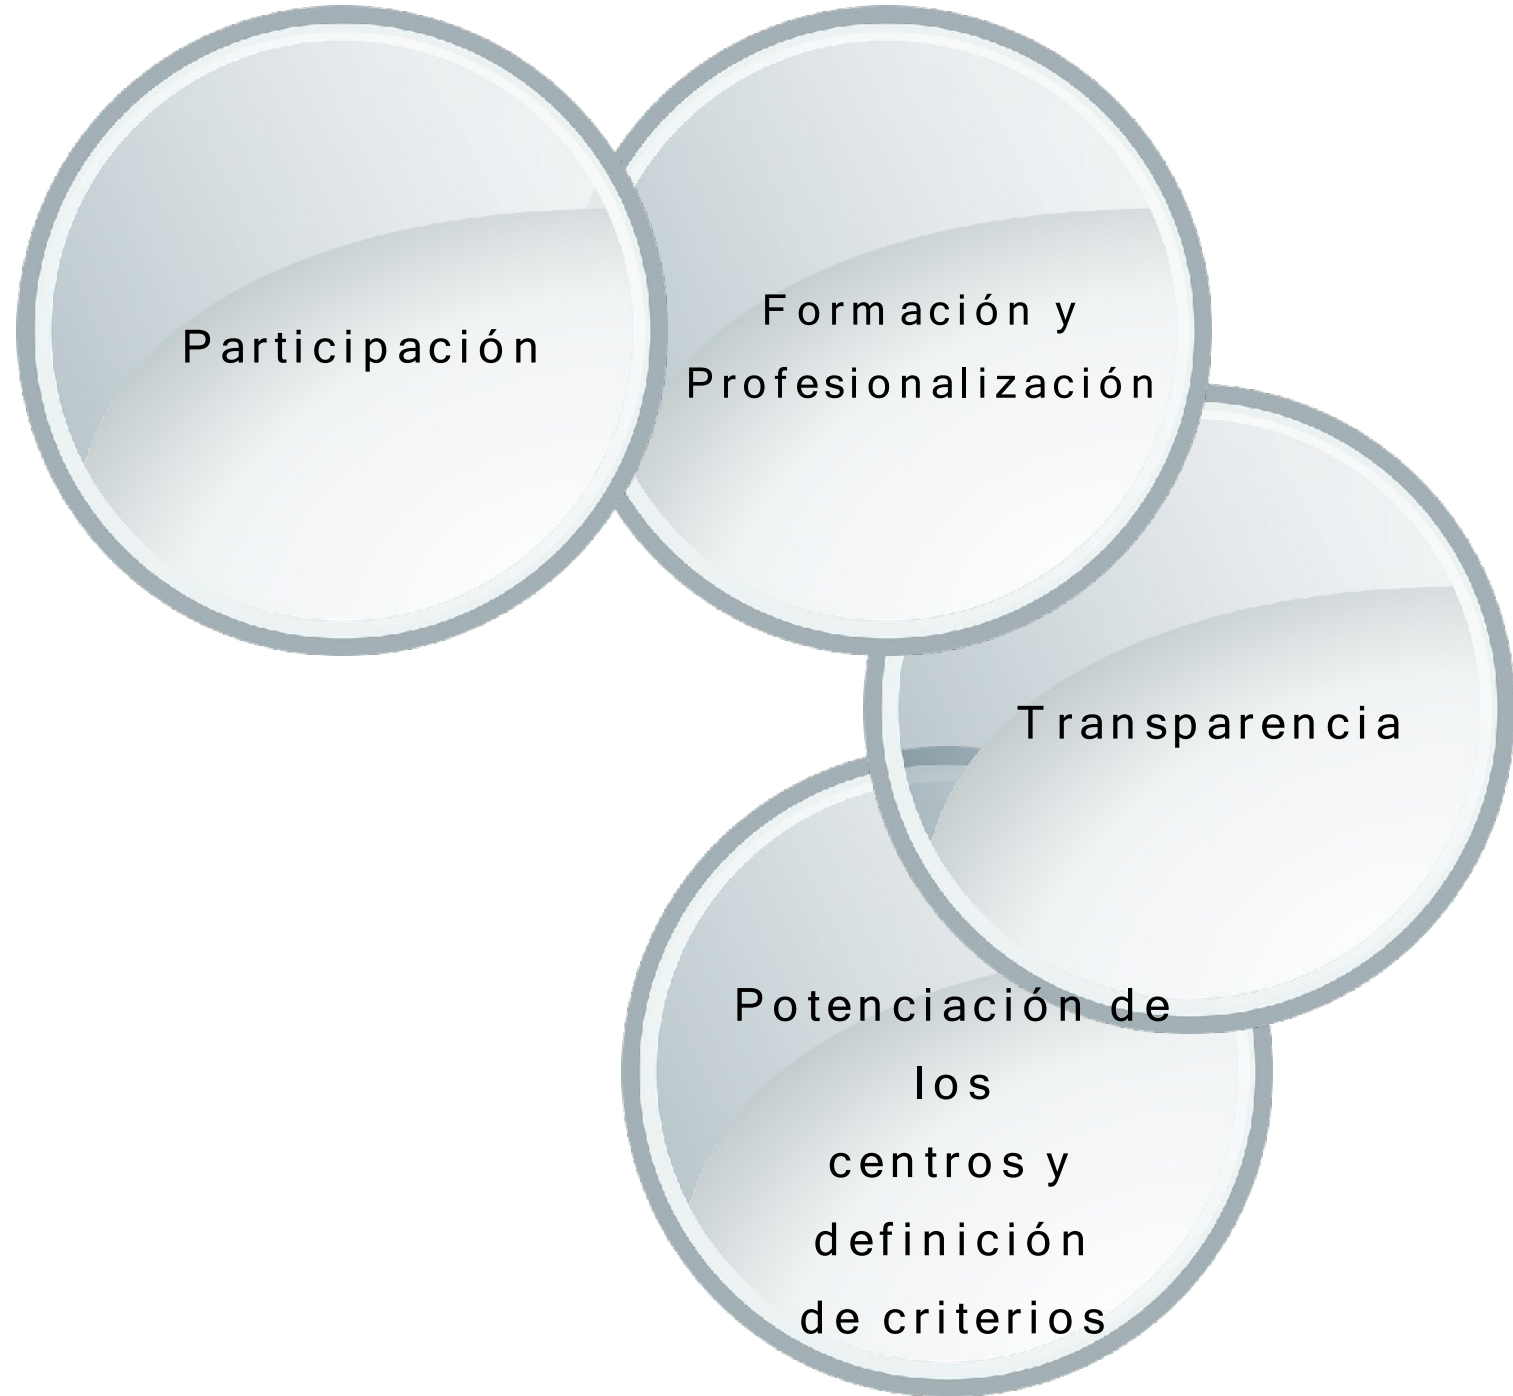 Participación
Formación y
Profesionalización
Transparencia
Potenciación de
los
centros y
definición
de criterios